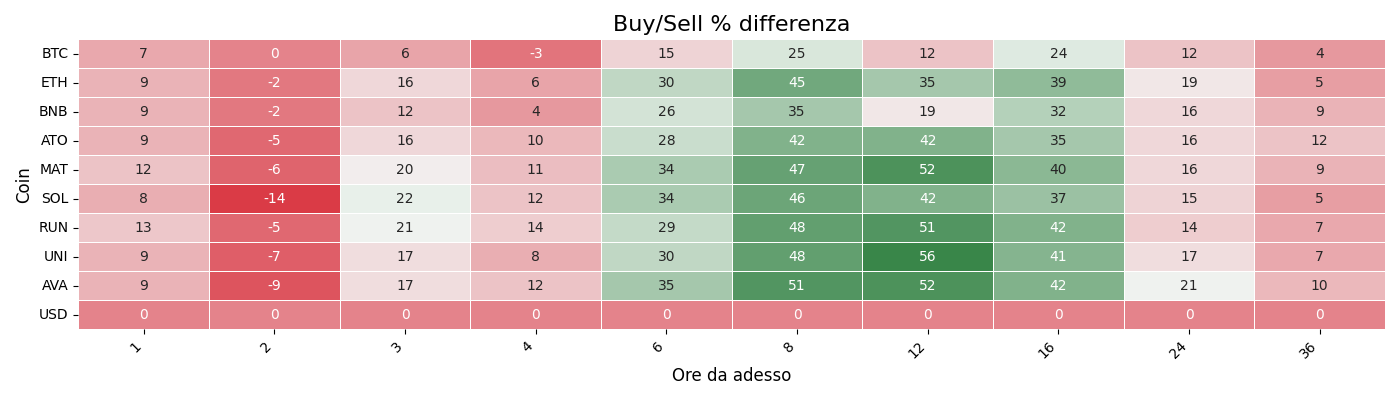 Buy/Sell % differenza
Coin
BTC 7 0 6 -3 15 25 12 24 12 4
ETH 9 -2 16 6 30 45 35 39 19 5
BNB 9 -2 12 4 26 35 19 32 16 9
ATO 9 -5 16 10 28 42 42 35 16 12
MAT 12 -6 20 11 34 47 52 40 16 9
SOL 8 -14 22 12 34 46 42 37 15 5
RUN 13 -5 21 14 29 48 51 42 14 7
UNI 9 -7 17 8 30 48 56 41 17 7
AVA 9 -9 17 12 35 51 52 42 21 10
USD 0 0 0 0 0 0 0 0 0 0
1 2 3 4 6 8 12 16 24 36
Ore da adesso